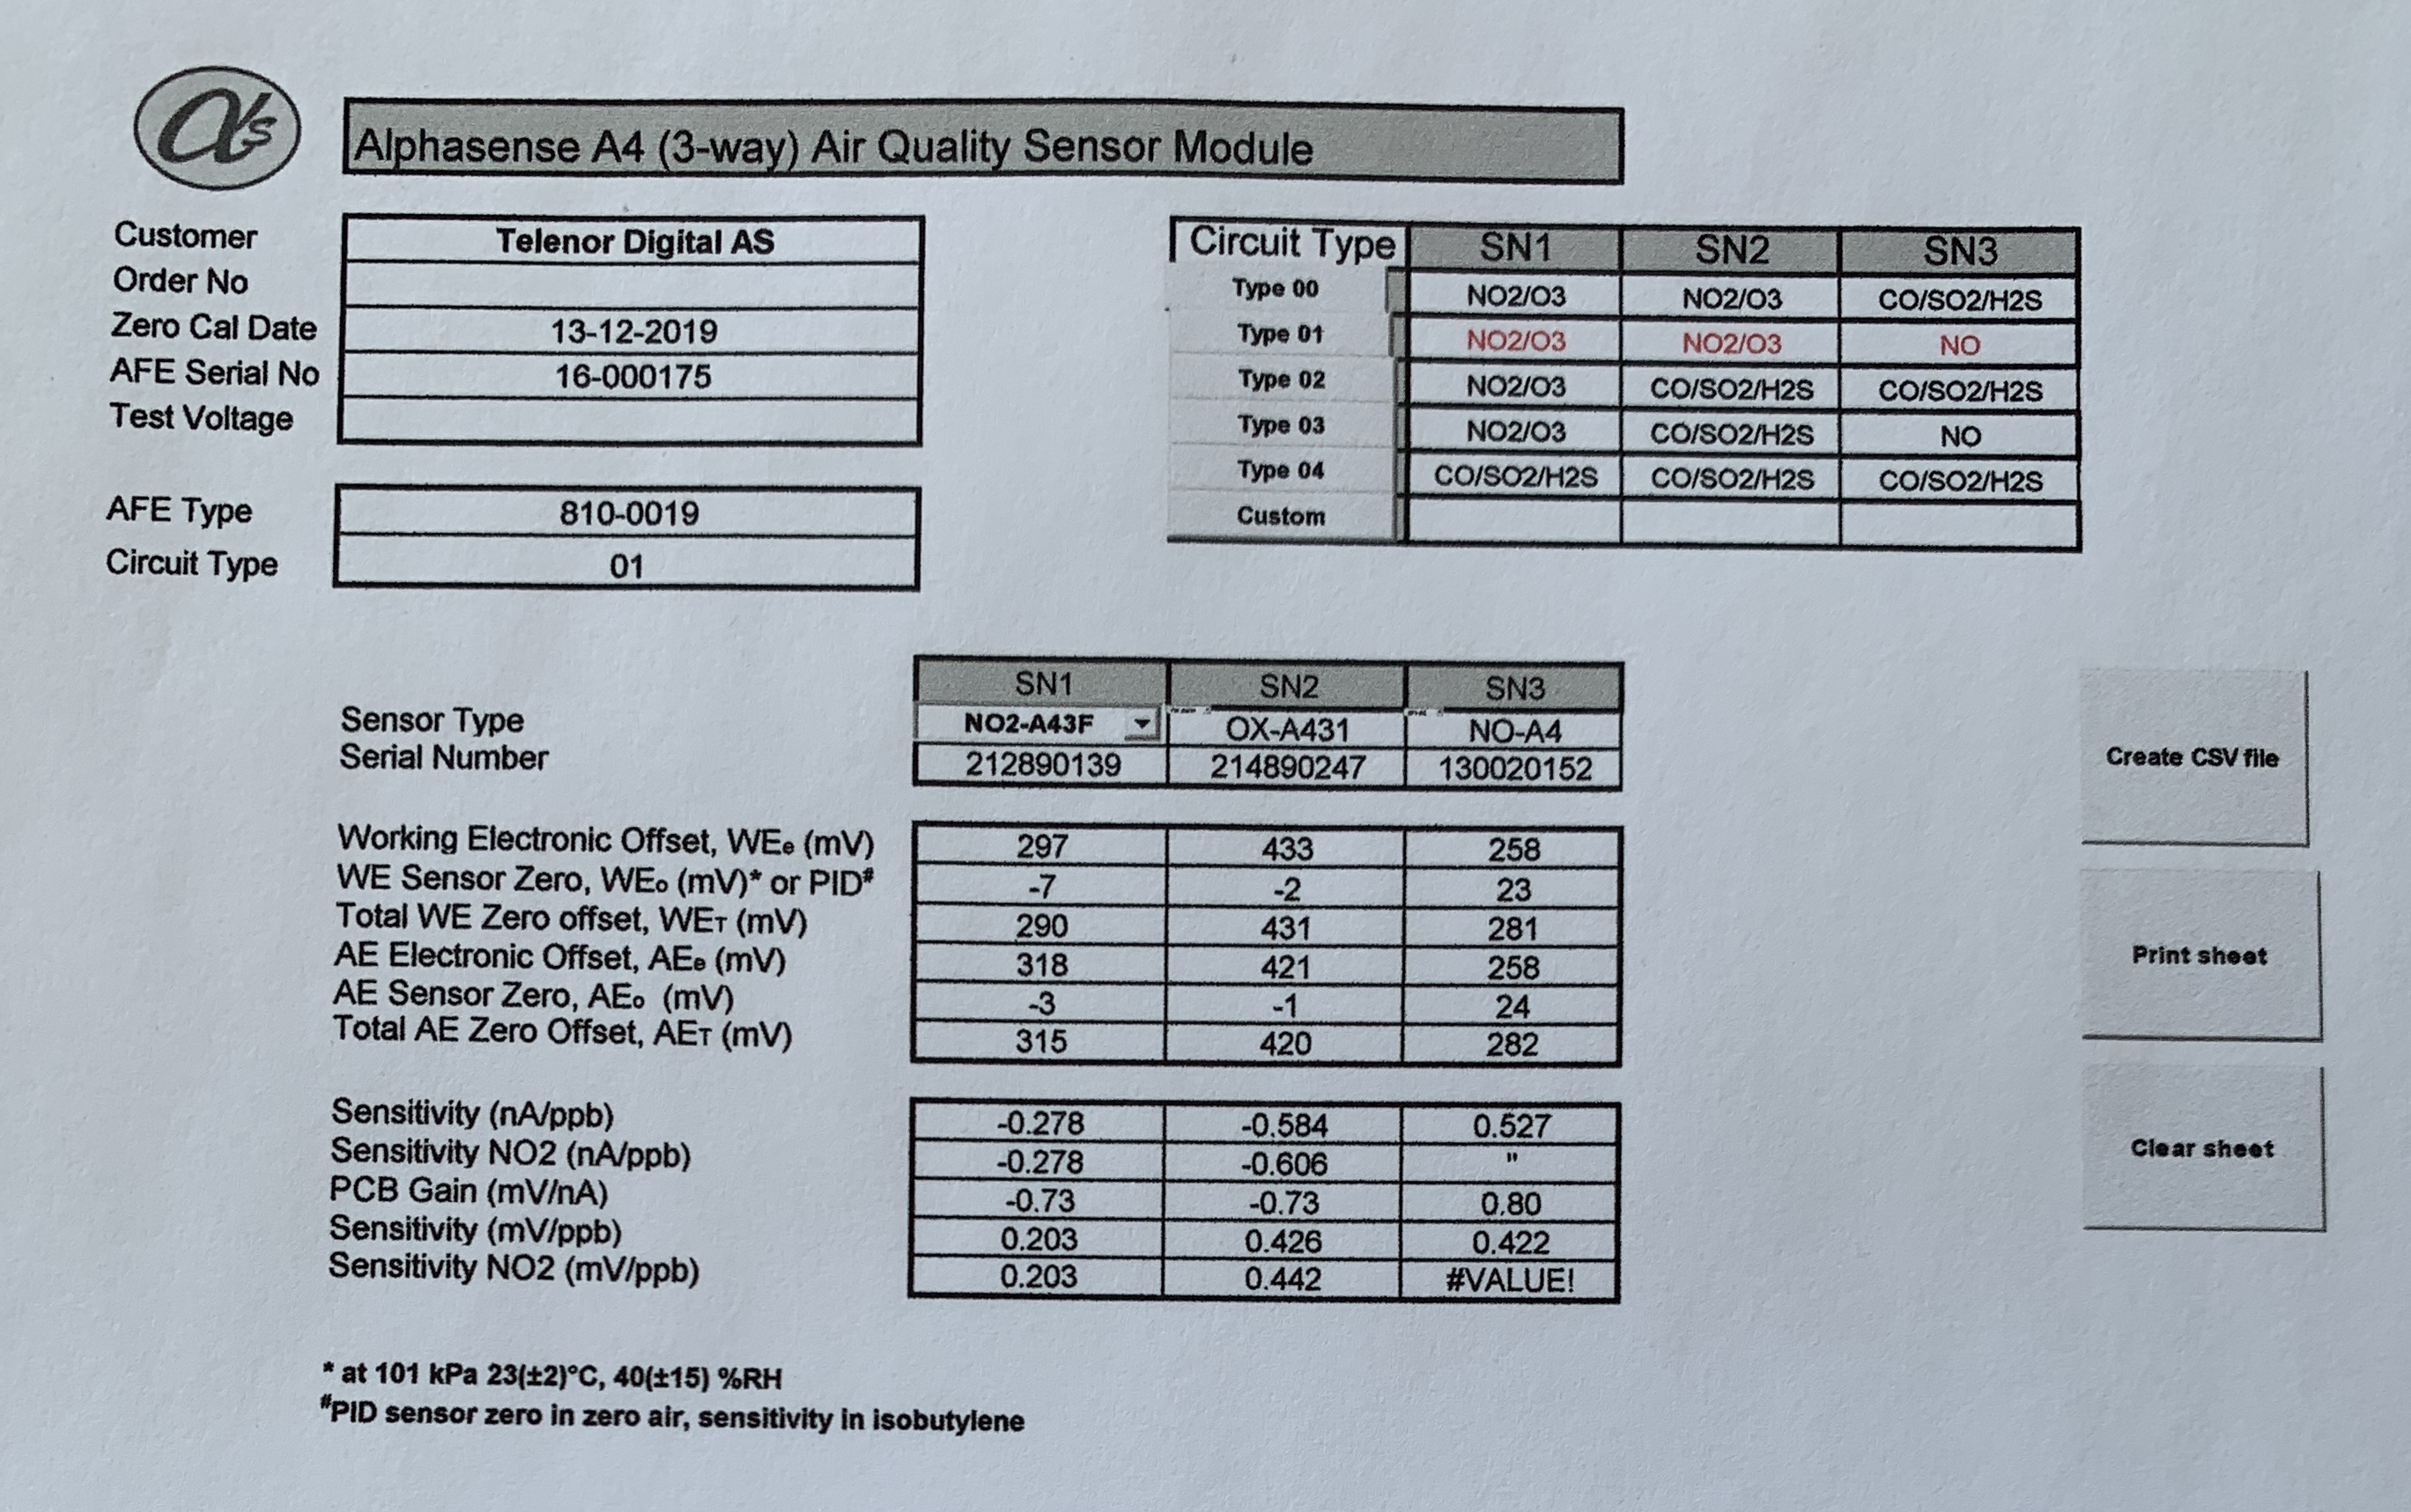 αs
Alphasense A4 (3-way) Air Quality Sensor Module
Customer Telenor Digital AS
Order No
Zero Cal Date 13-12-2019
AFE Serial No 16-000175
Test Voltage
AFE Type 810-0019
Circuit Type 01
Circuit Type SN1 SN2 SN3
Type 00 NO2/O3 NO2/O3 CO/SO2/H2S
Type 01 NO2/O3 NO2/O3 NO
Type 02 NO2/O3 CO/SO2/H2S CO/SO2/H2S
Type 03 NO2/O3 CO/SO2/H2S NO
Type 04 CO/SO2/H2S CO/SO2/H2S CO/SO2/H2S
Custom
SN1 SN2 SN3
Sensor Type NO2-A43F OX-A431 NO-A4
Serial Number 212890139 214890247 130020152
Working Electronic Offset, WEe (mV) 297 433 258
WE Sensor Zero, WEo (mV)* or PID# -7 -2 23
Total WE Zero offset, WET (mV) 290 431 281
AE Electronic Offset, AEe (mV) 318 421 258
AE Sensor Zero, AEo (mV) -3 -1 24
Total AE Zero Offset, AET (mV) 315 420 282
Sensitivity (nA/ppb) -0.278 -0.584 0.527
Sensitivity NO2 (nA/ppb) -0.278 -0.606 "
PCB Gain (mV/nA) -0.73 -0.73 0.80
Sensitivity (mV/ppb) 0.203 0.426 0.422
Sensitivity NO2 (mV/ppb) 0.203 0.442 #VALUE!
* at 101 kPa 23(±2)°C, 40(±15) %RH
#PID sensor zero in zero air, sensitivity in isobutylene
Create CSV file
Print sheet
Clear sheet